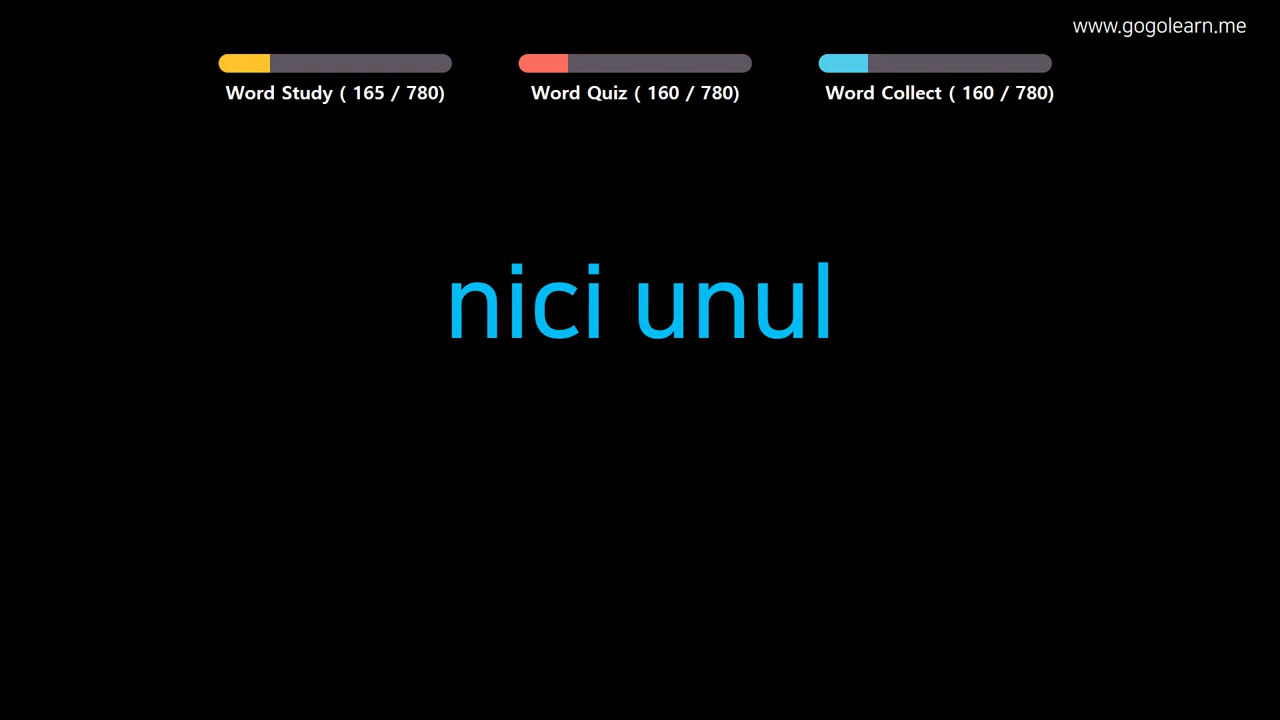 www.gogolearn.me
Word Study ( 165 / 780)
Word Quiz ( 160 / 780)
Word Collect ( 160 / 780)
nici unul